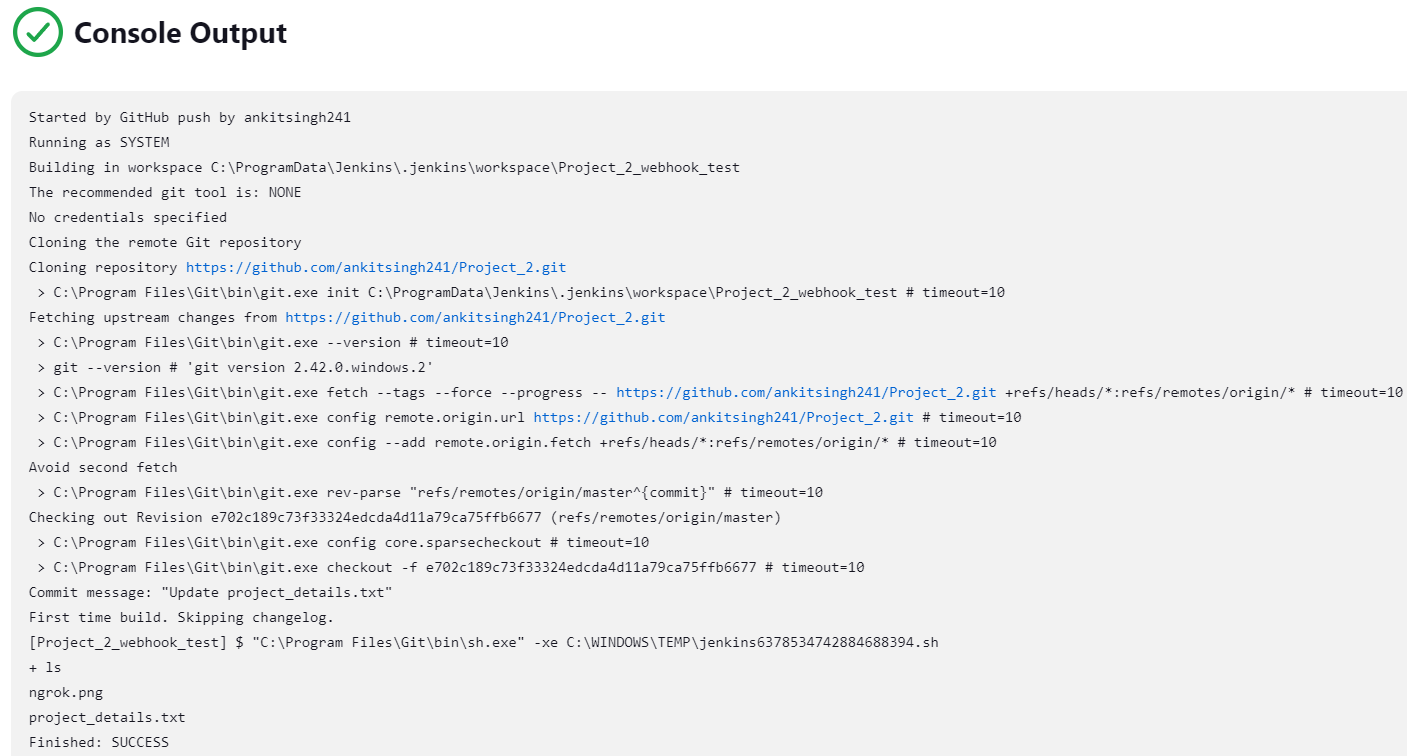 Console Output
Started by GitHub push by ankitsingh241
Running as SYSTEM
Building in workspace C:\ProgramData\Jenkins\.jenkins\workspace\Project_2_webhook_test
The recommended git tool is: NONE
No credentials specified
Cloning the remote Git repository
Cloning repository https://github.com/ankitsingh241/Project_2.git
 > C:\Program Files\Git\bin\git.exe init C:\ProgramData\Jenkins\.jenkins\workspace\Project_2_webhook_test # timeout=10
Fetching upstream changes from https://github.com/ankitsingh241/Project_2.git
 > C:\Program Files\Git\bin\git.exe --version # timeout=10
 > git --version # 'git version 2.42.0.windows.2'
 > C:\Program Files\Git\bin\git.exe fetch --tags --force --progress -- https://github.com/ankitsingh241/Project_2.git +refs/heads/*:refs/remotes/origin/* # timeout=10
 > C:\Program Files\Git\bin\git.exe config remote.origin.url https://github.com/ankitsingh241/Project_2.git # timeout=10
 > C:\Program Files\Git\bin\git.exe config --add remote.origin.fetch +refs/heads/*:refs/remotes/origin/* # timeout=10
Avoid second fetch
 > C:\Program Files\Git\bin\git.exe rev-parse "refs/remotes/origin/master^{commit}" # timeout=10
Checking out Revision e702c189c73f33324edcda4d11a79ca75ffb6677 (refs/remotes/origin/master)
 > C:\Program Files\Git\bin\git.exe config core.sparsecheckout # timeout=10
 > C:\Program Files\Git\bin\git.exe checkout -f e702c189c73f33324edcda4d11a79ca75ffb6677 # timeout=10
Commit message: "Update project_details.txt"
First time build. Skipping changelog.
[Project_2_webhook_test] $ "C:\Program Files\Git\bin\sh.exe" -xe C:\WINDOWS\TEMP\jenkins6378534742884688394.sh
+ ls
ngrok.png
project_details.txt
Finished: SUCCESS